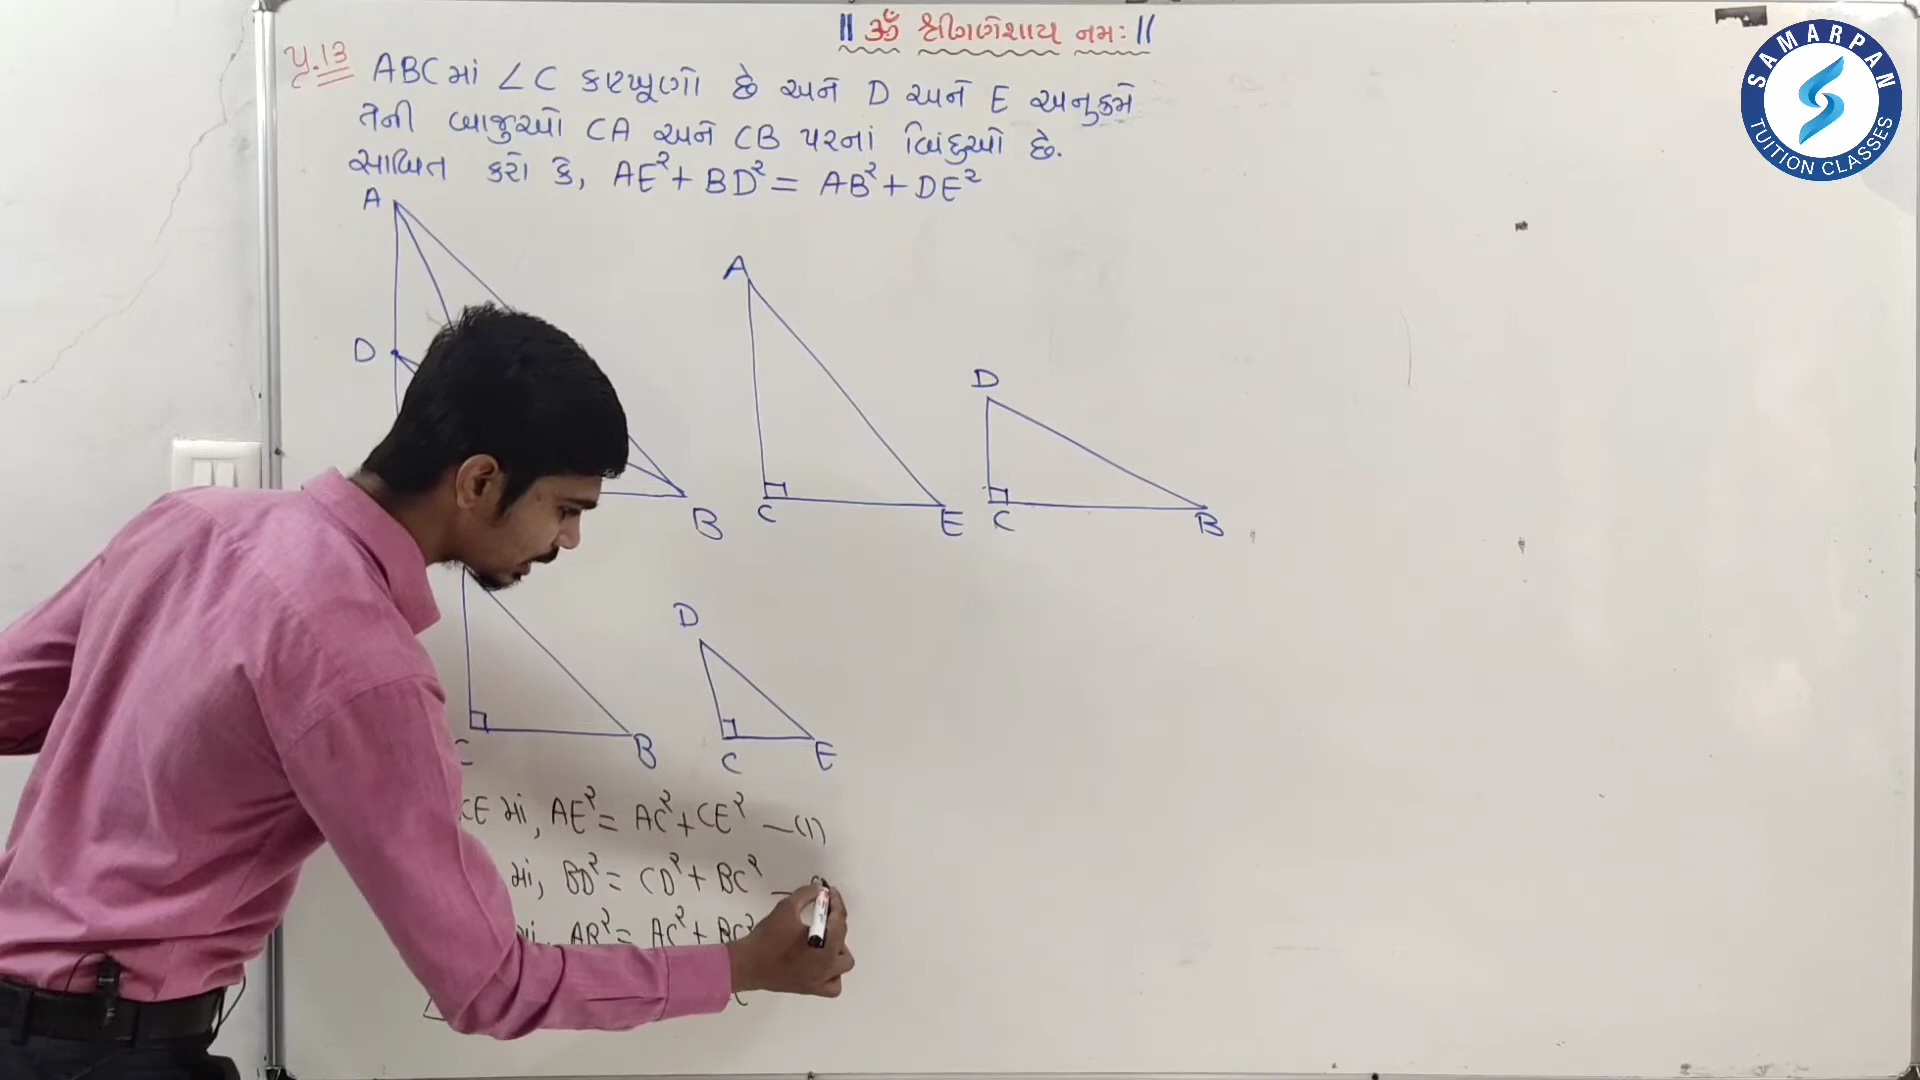 || ૐ શ્રી ગણેશાય નમઃ ||
પ્ર.13 ABC માં ∠C કાટખૂણો છે અને D અને E અનુક્રમે
તેની બાજુઓ CA અને CB પરનાં બિંદુઓ છે.
સાબિત કરો કે, AE² + BD² = AB² + DE²
SAMARPAN
TUITION CLASSES
A
D
B
A
C
E
D
C
B
C
B
D
C
E
CE માં, AE² = AC² + CE² — (1)
માં, BD² = CD² + BC² —
માં, AB² = AC² + BC²